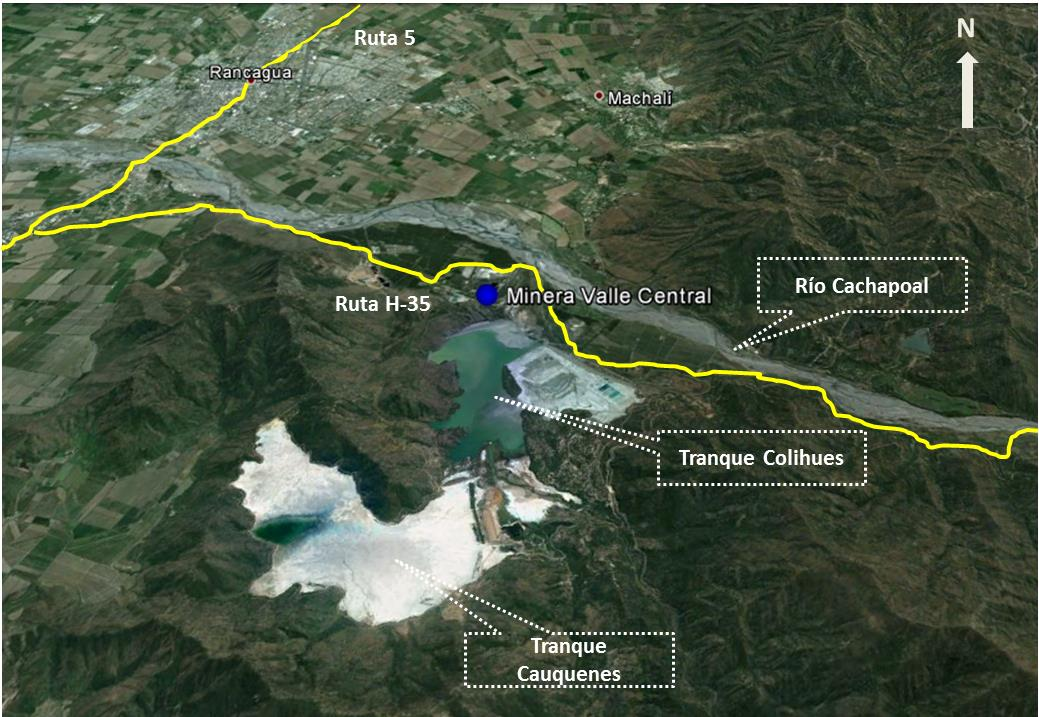 Ruta 5
N
Rancagua
Machalí
Río Cachapoal
Minera Valle Central
Ruta H-35
Tranque Colihues
Tranque
Cauquenes